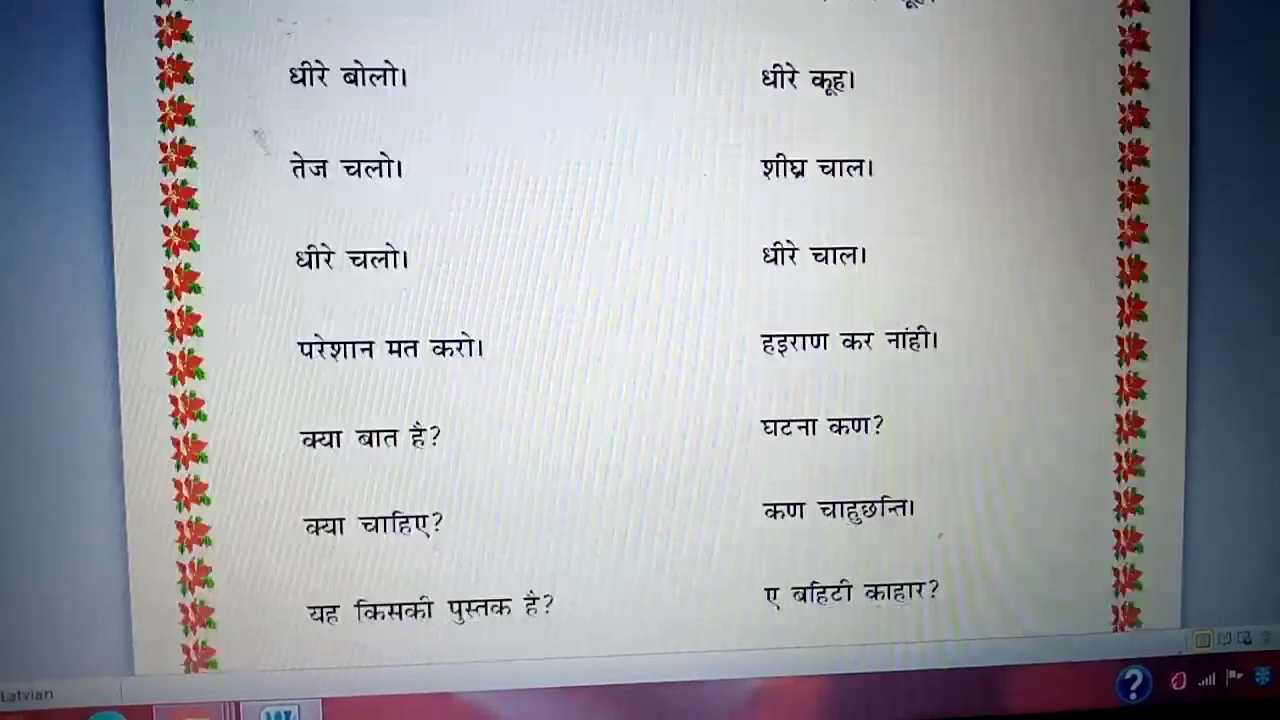 धीरे बोलो। धीरे कूह।
तेज चलो। शीघ्र चाल।
धीरे चलो। धीरे चाल।
परेशान मत करो। हइराण कर नांही।
क्या बात है? घटना कण?
क्या चाहिए? कण चाहुछन्ति।
यह किसकी पुस्तक है? ए बहिटी काहार?
Latvian